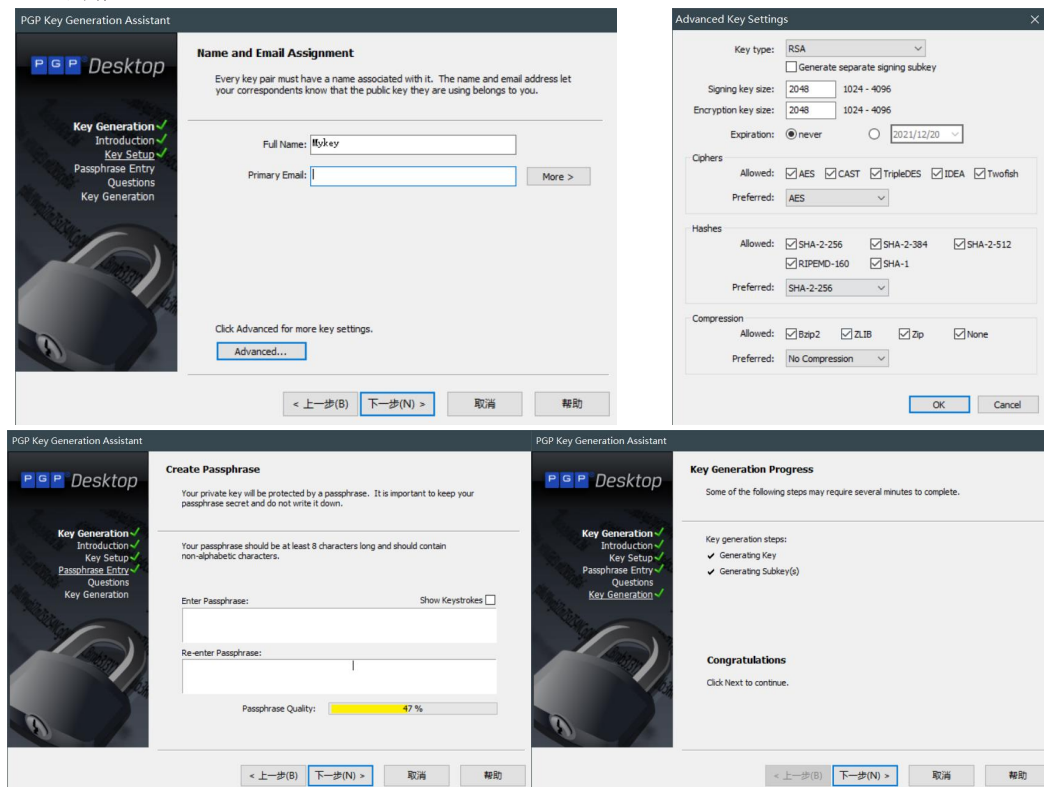 PGP Key Generation Assistant
PGP Desktop
Key Generation
Introduction
Key Setup
Passphrase Entry
Questions
Key Generation
Name and Email Assignment
Every key pair must have a name associated with it. The name and email address let
your correspondents know that the public key they are using belongs to you.
Full Name: Mykey
Primary Email:
More >
Click Advanced for more key settings.
Advanced...
< 上一步(B) 下一步(N) > 取消 帮助
Advanced Key Settings
Key type: RSA
Generate separate signing subkey
Signing key size: 2048 1024 - 4096
Encryption key size: 2048 1024 - 4096
Expiration: never 2021/12/20
Ciphers
Allowed: AES CAST TripleDES IDEA Twofish
Preferred: AES
Hashes
Allowed: SHA-2-256 SHA-2-384 SHA-2-512
RIPEMD-160 SHA-1
Preferred: SHA-2-256
Compression
Allowed: Bzip2 ZLIB Zip None
Preferred: No Compression
OK Cancel
PGP Key Generation Assistant
PGP Desktop
Key Generation
Introduction
Key Setup
Passphrase Entry
Questions
Key Generation
Create Passphrase
Your private key will be protected by a passphrase. It is important to keep your
passphrase secret and do not write it down.
Your passphrase should be at least 8 characters long and should contain
non-alphabetic characters.
Enter Passphrase: Show Keystrokes
Re-enter Passphrase:
Passphrase Quality: 47 %
< 上一步(B) 下一步(N) > 取消 帮助
PGP Key Generation Assistant
PGP Desktop
Key Generation
Introduction
Key Setup
Passphrase Entry
Questions
Key Generation
Key Generation Progress
Some of the following steps may require several minutes to complete.
Key generation steps:
Generating Key
Generating Subkey(s)
Congratulations
Click Next to continue.
< 上一步(B) 下一步(N) > 取消 帮助